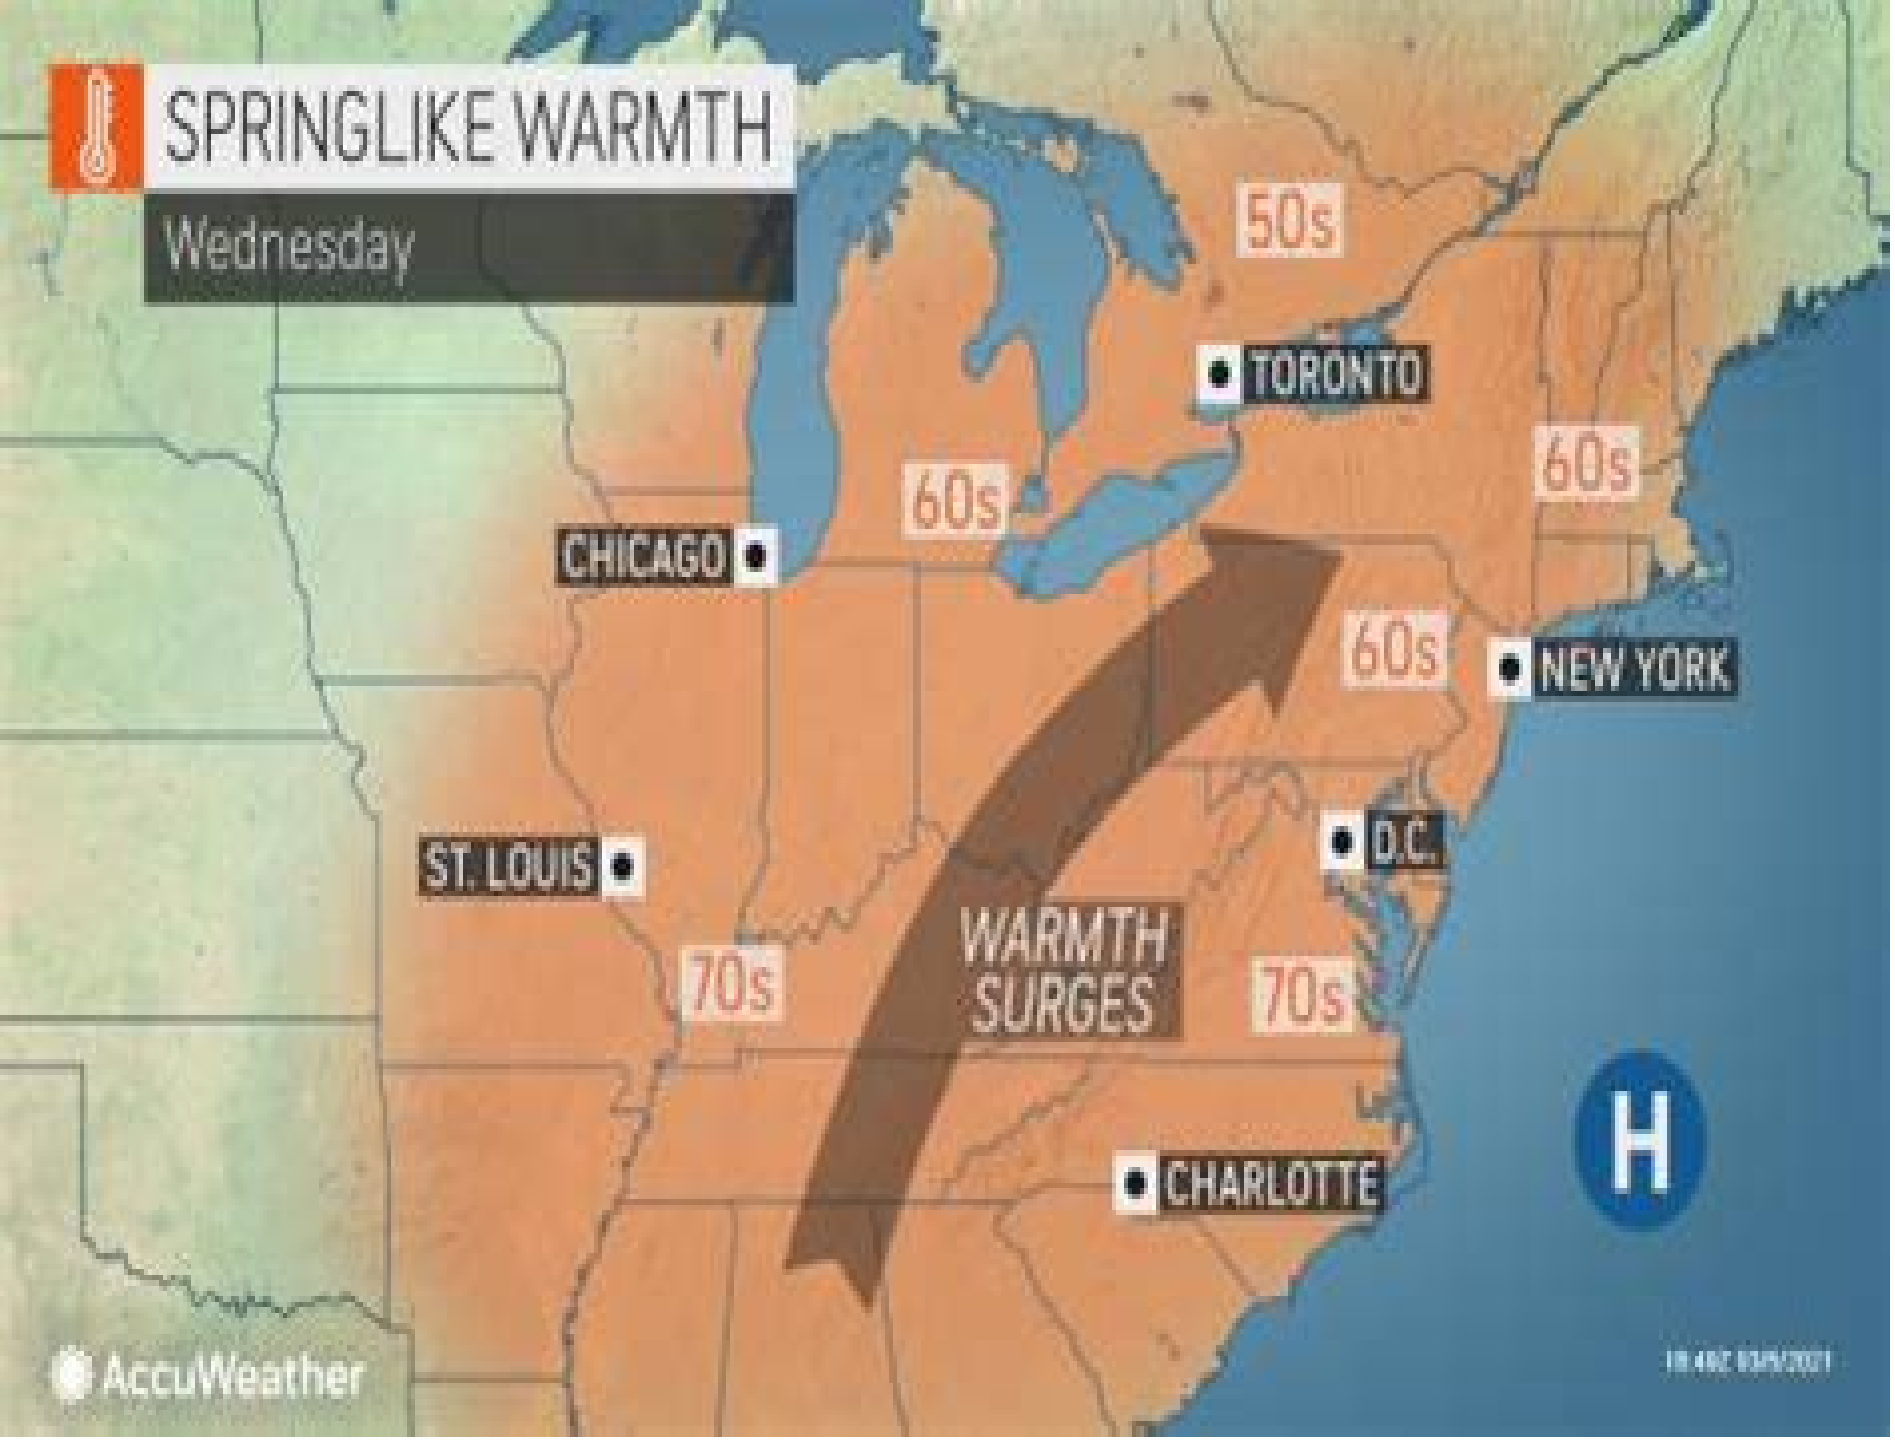 SPRINGLIKE WARMTH
Wednesday
50s
TORONTO
60s
60s
CHICAGO
60s
NEW YORK
D.C.
ST. LOUIS
WARMTH
SURGES
70s
70s
H
CHARLOTTE
AccuWeather